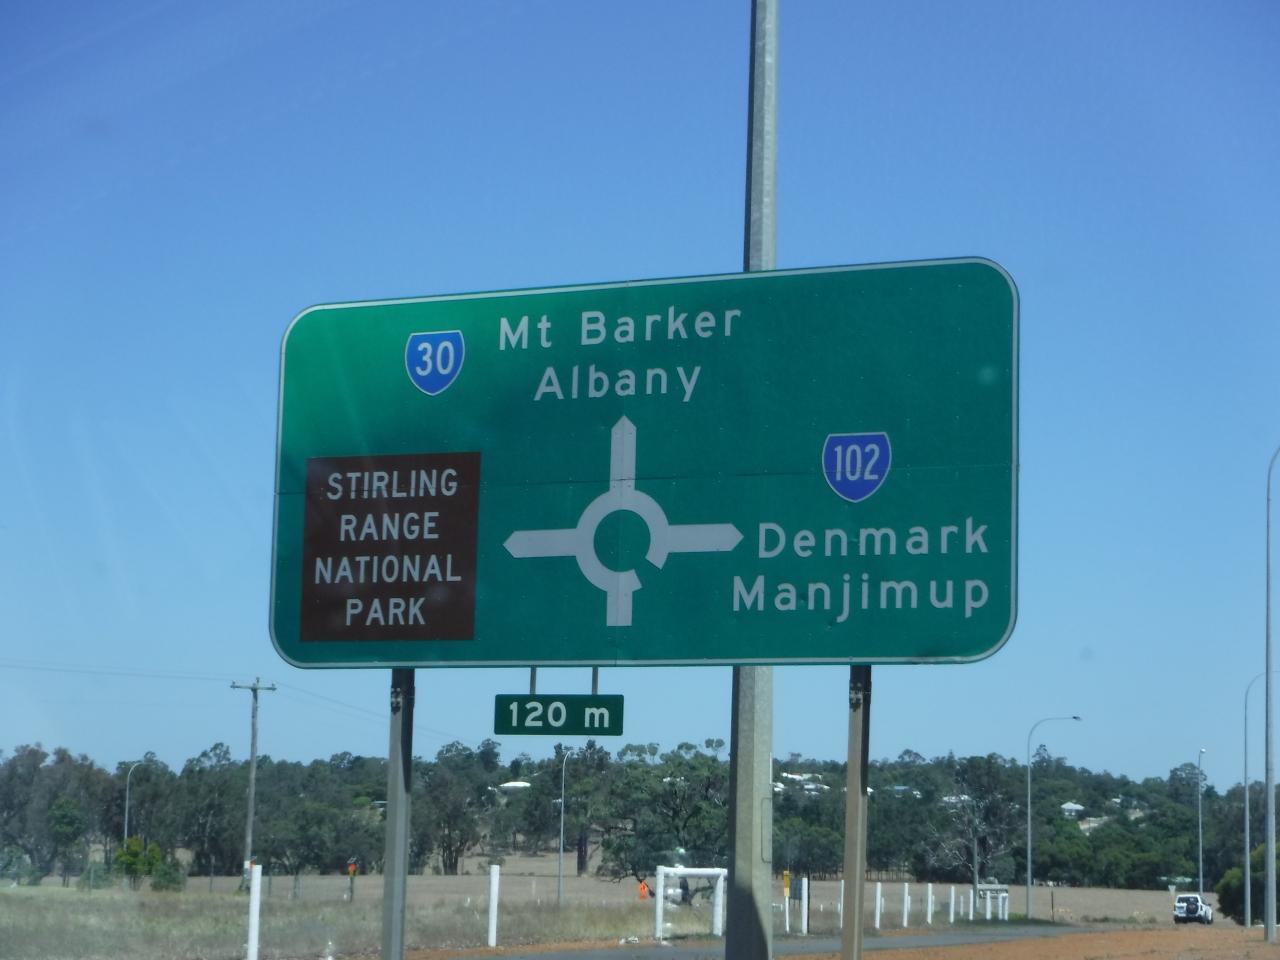 30
Mt Barker
Albany
STIRLING
RANGE
NATIONAL
PARK
102
Denmark
Manjimup
120 m